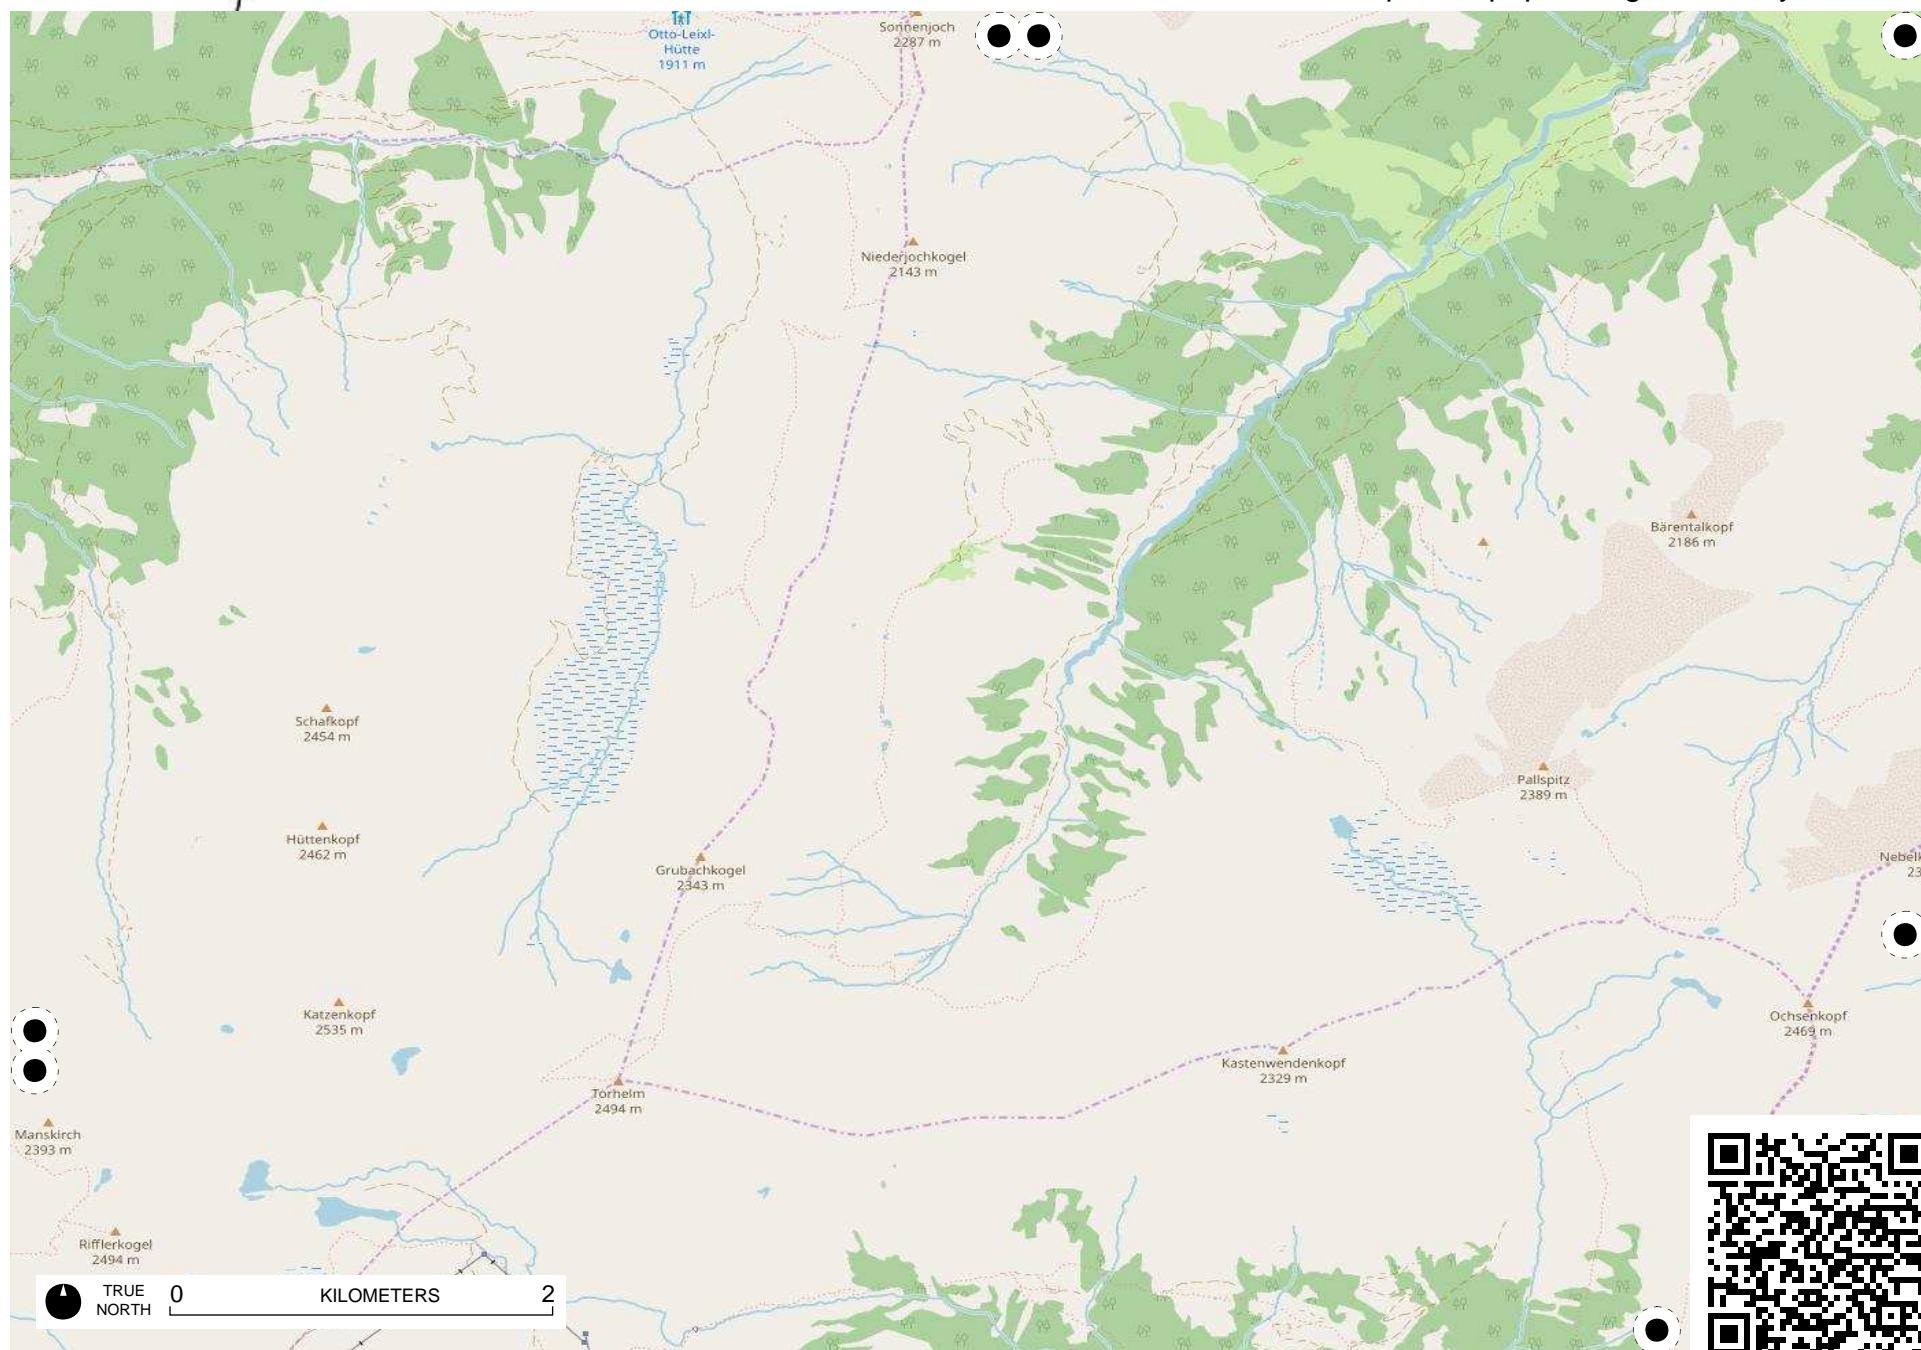 Otto-Leixl-
Hütte
1911 m
Sonnenjoch
2287 m
Niederjochkogel
2143 m
Bärentalkopf
2186 m
Schafkopf
2454 m
Pallspitz
2389 m
Hüttenkopf
2462 m
Grubachkogel
2343 m
Katzenkopf
2535 m
Ochsenkopf
2469 m
Kastenwendenkopf
2329 m
Torhelm
2494 m
Manskirch
2393 m
Rifflerkogel
2494 m
TRUE
NORTH
0 KILOMETERS 2